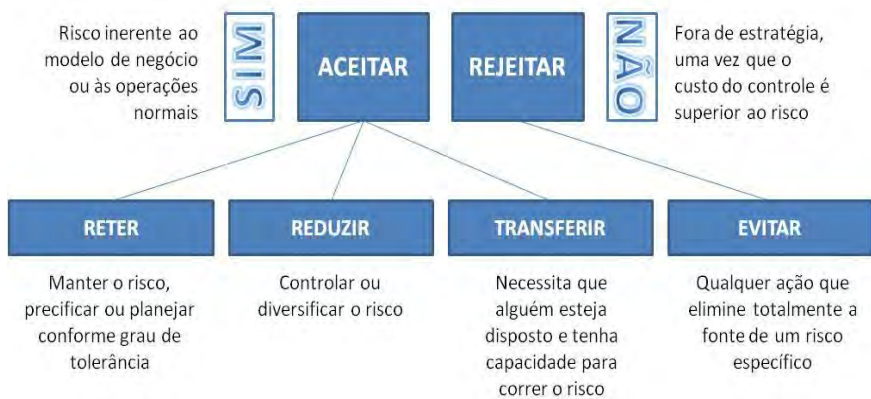 Risco inerente ao
modelo de negócio
ou às operações
normais
SIM
ACEITAR
REJEITAR
NÃO
Fora de estratégia,
uma vez que o
custo do controle é
superior ao risco
RETER
Manter o risco,
precificar ou planejar
conforme grau de
tolerância
REDUZIR
Controlar ou
diversificar o risco
TRANSFERIR
Necessita que
alguém esteja
disposto e tenha
capacidade para
correr o risco
EVITAR
Qualquer ação que
elimine totalmente a
fonte de um risco
específico